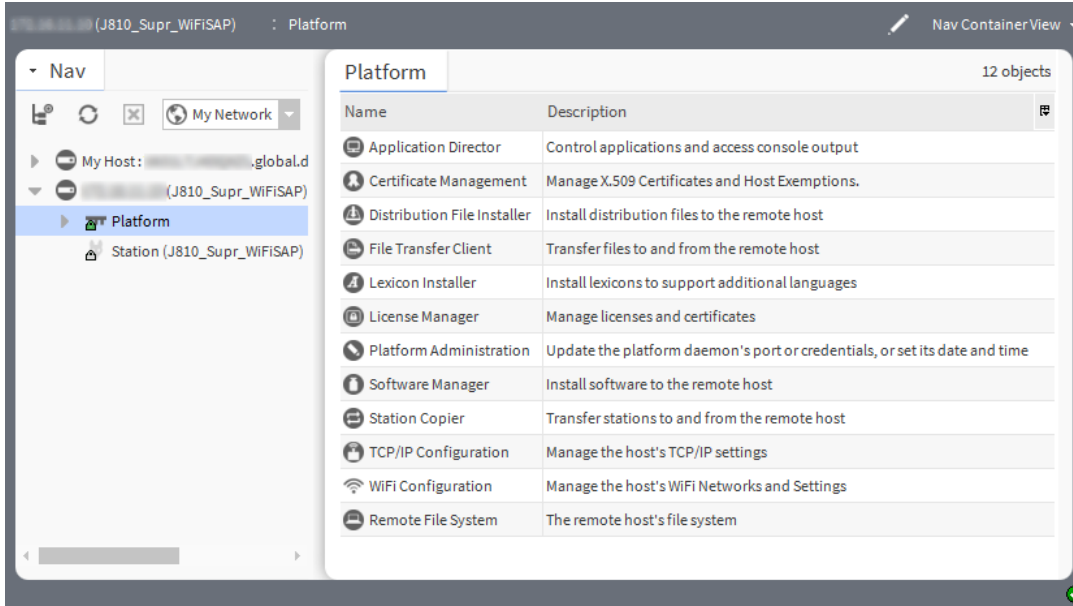 (J810_Supr_WiFiSAP) : Platform Nav Container View
Nav
My Network
My Host : .global.d
(J810_Supr_WiFiSAP)
Platform
Station (J810_Supr_WiFiSAP)
Platform 12 objects
Name Description
Application Director Control applications and access console output
Certificate Management Manage X.509 Certificates and Host Exemptions.
Distribution File Installer Install distribution files to the remote host
File Transfer Client Transfer files to and from the remote host
Lexicon Installer Install lexicons to support additional languages
License Manager Manage licenses and certificates
Platform Administration Update the platform daemon's port or credentials, or set its date and time
Software Manager Install software to the remote host
Station Copier Transfer stations to and from the remote host
TCP/IP Configuration Manage the host's TCP/IP settings
WiFi Configuration Manage the host's WiFi Networks and Settings
Remote File System The remote host's file system